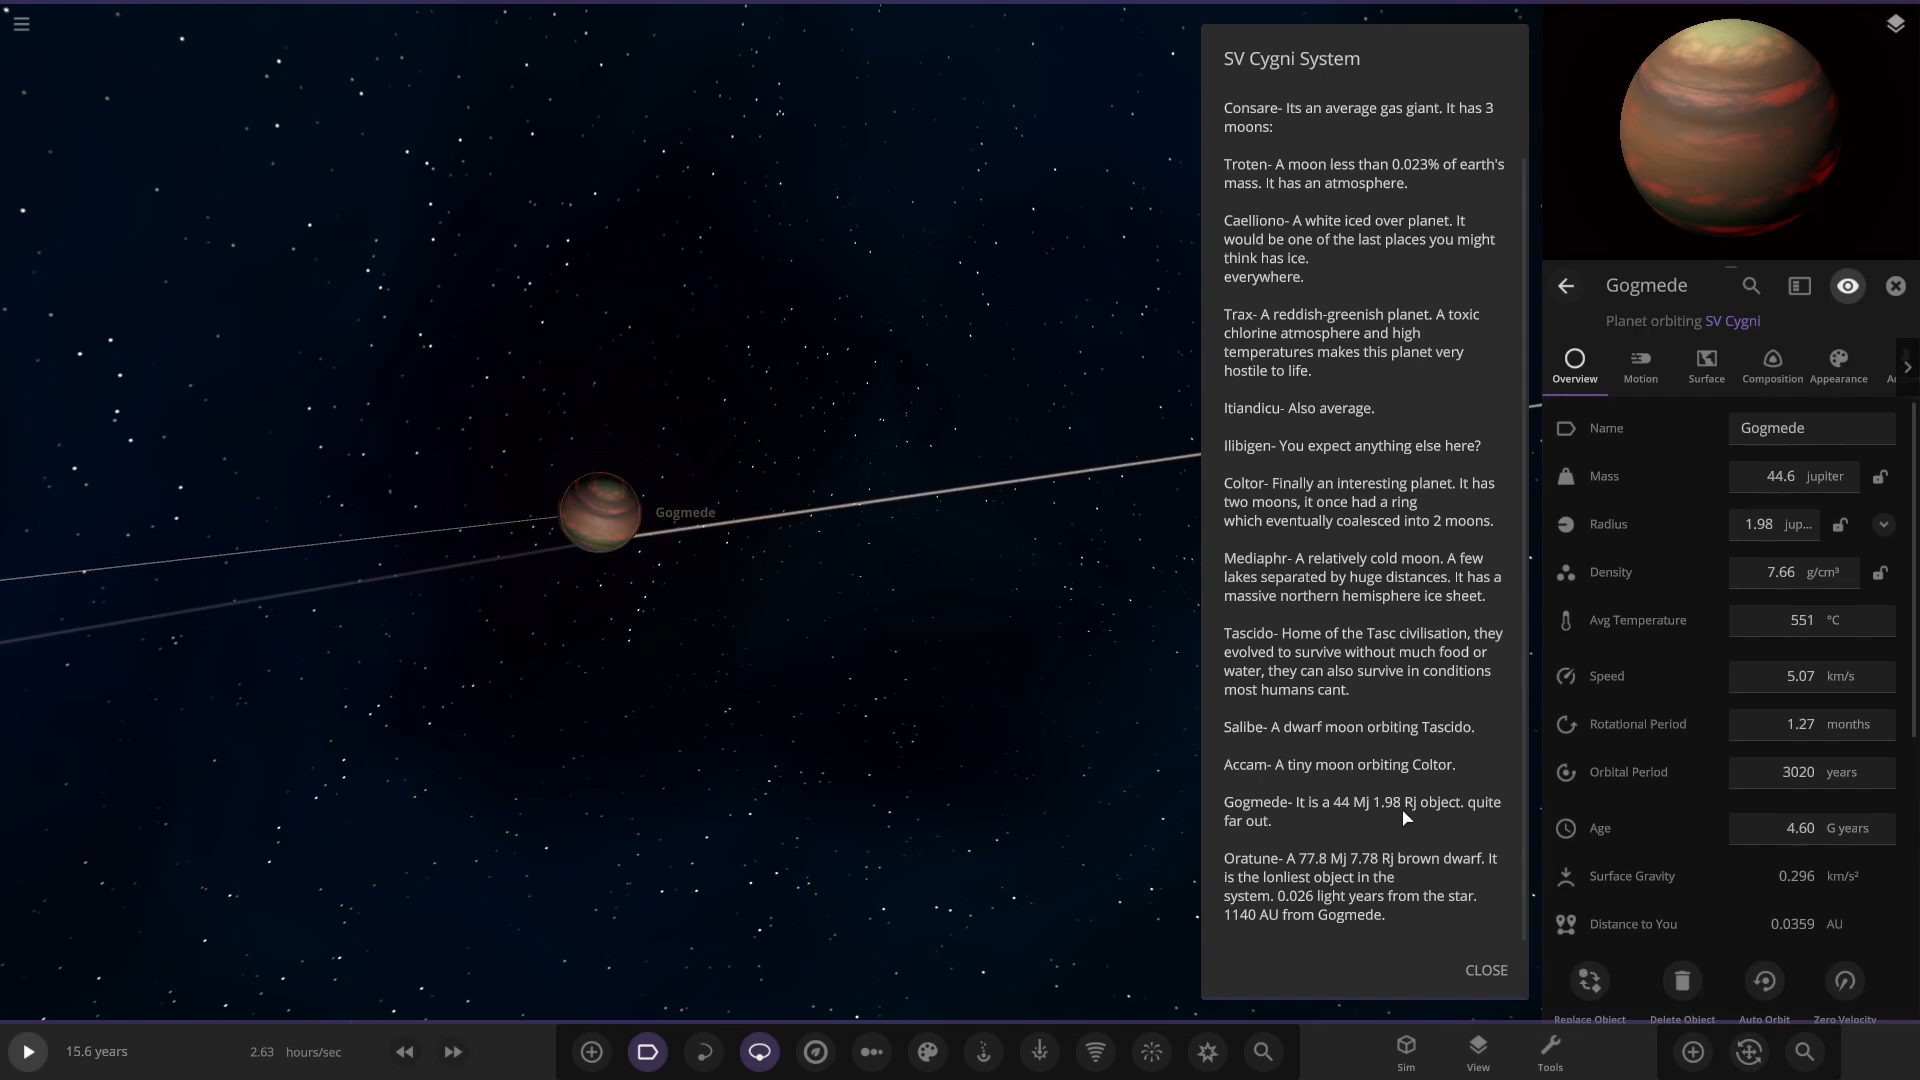 SV Cygni System
Consare- Its an average gas giant. It has 3
moons:
Troten- A moon less than 0.023% of earth's
mass. It has an atmosphere.
Caelliono- A white iced over planet. It
would be one of the last places you might
think has ice.
everywhere.
Trax- A reddish-greenish planet. A toxic
chlorine atmosphere and high
temperatures makes this planet very
hostile to life.
Itiandicu- Also average.
Ilibigen- You expect anything else here?
Coltor- Finally an interesting planet. It has
two moons, it once had a ring
which eventually coalesced into 2 moons.
Mediaphr- A relatively cold moon. A few
lakes separated by huge distances. It has a
massive northern hemisphere ice sheet.
Tascido- Home of the Tasc civilisation, they
evolved to survive without much food or
water, they can also survive in conditions
most humans cant.
Salibe- A dwarf moon orbiting Tascido.
Accam- A tiny moon orbiting Coltor.
Gogmede- It is a 44 Mj 1.98 Rj object. quite
far out.
Oratune- A 77.8 Mj 7.78 Rj brown dwarf. It
is the lonliest object in the
system. 0.026 light years from the star.
1140 AU from Gogmede.
CLOSE
Gogmede
Gogmede
Planet orbiting SV Cygni
Overview Motion Surface Composition Appearance
Name Gogmede
Mass 44.6 jupiter
Radius 1.98 jup...
Density 7.66 g/cm³
Avg Temperature 551 °C
Speed 5.07 km/s
Rotational Period 1.27 months
Orbital Period 3020 years
Age 4.60 G years
Surface Gravity 0.296 km/s²
Distance to You 0.0359 AU
Replace Object Delete Object Auto Orbit Zero Velocity
15.6 years 2.63 hours/sec
Sim View Tools